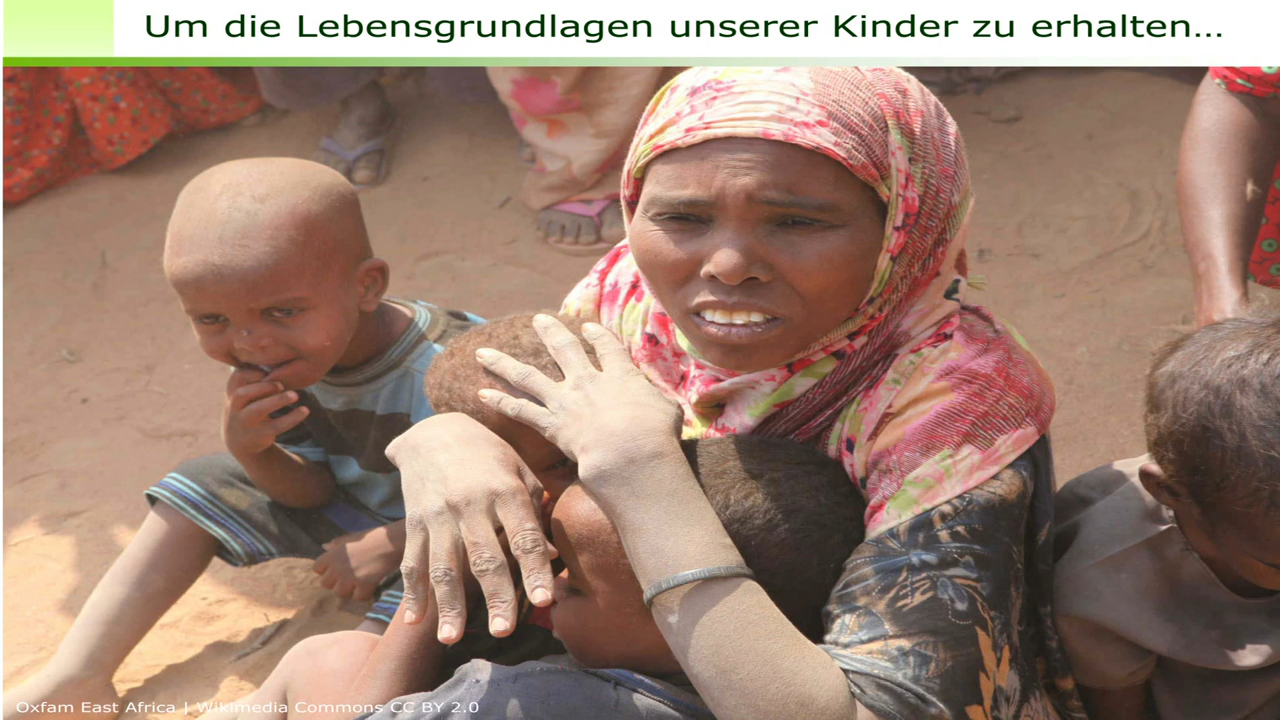 Um die Lebensgrundlagen unserer Kinder zu erhalten…
Oxfam East Africa | Wikimedia Commons CC BY 2.0